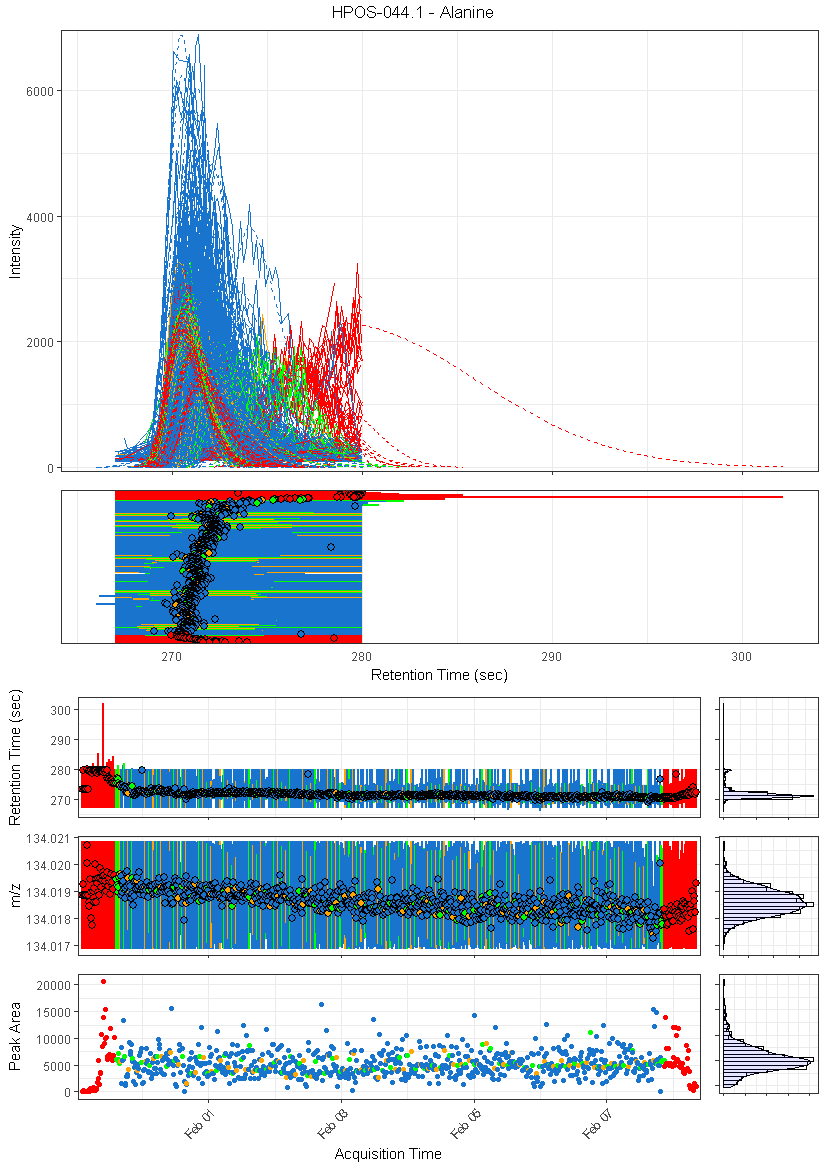 HPOS-044.1 - Alanine
Intensity
6000
4000
2000
0
270
280
290
300
Retention Time (sec)
Retention Time (sec)
300
290
280
270
m/z
134.021
134.020
134.019
134.018
134.017
Peak Area
20000
15000
10000
5000
0
Feb 01
Feb 03
Feb 05
Feb 07
Acquisition Time